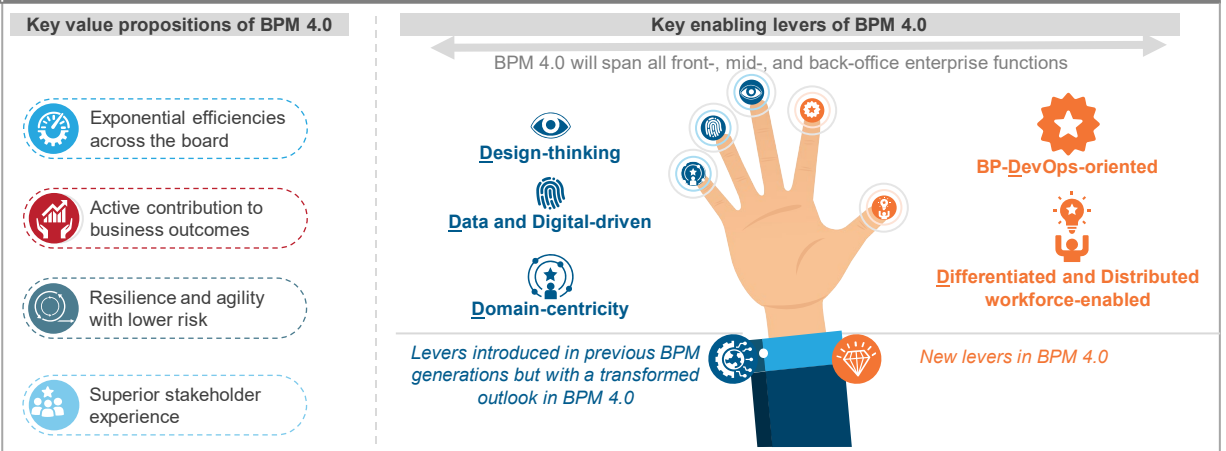 Key value propositions of BPM 4.0
Exponential efficiencies
across the board
Active contribution to
business outcomes
Resilience and agility
with lower risk
Superior stakeholder
experience
Key enabling levers of BPM 4.0
BPM 4.0 will span all front-, mid-, and back-office enterprise functions
Design-thinking
Data and Digital-driven
Domain-centricity
BP-DevOps-oriented
Differentiated and Distributed
workforce-enabled
Levers introduced in previous BPM
generations but with a transformed
outlook in BPM 4.0
New levers in BPM 4.0